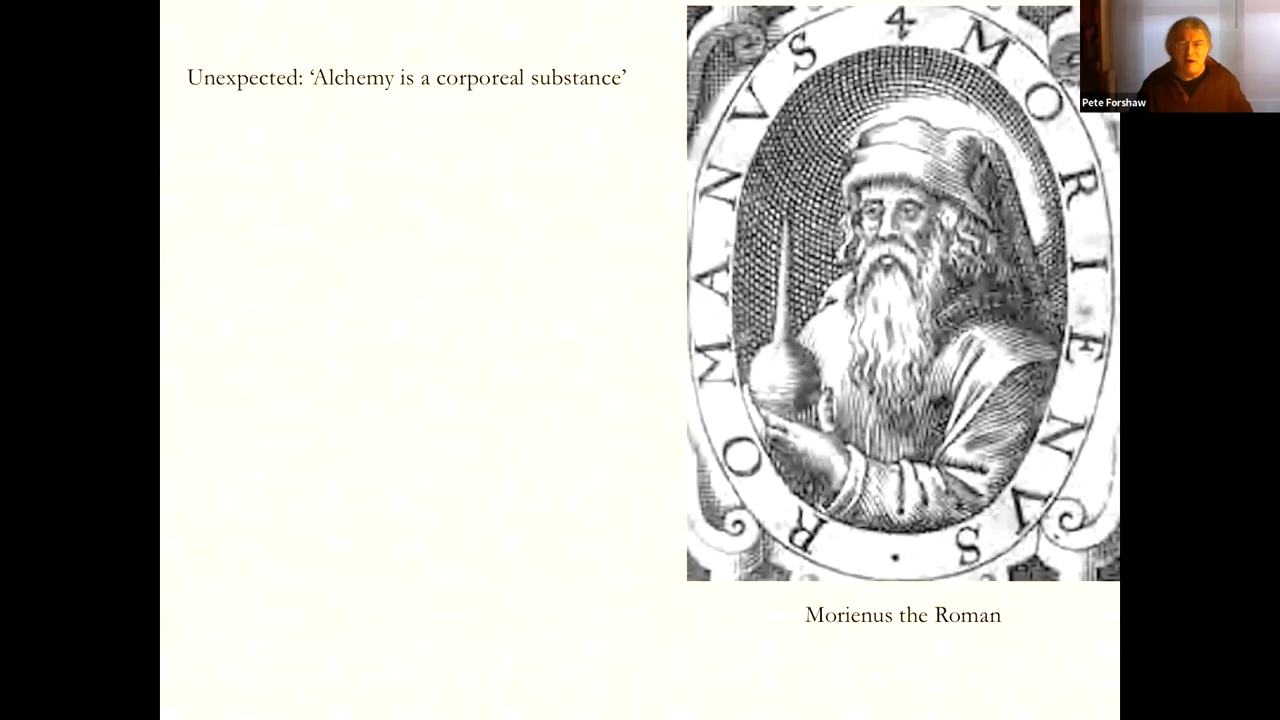 Unexpected: ‘Alchemy is a corporeal substance’
4 MORIENVS · ROMANVS
Pete Forshaw
Morienus the Roman